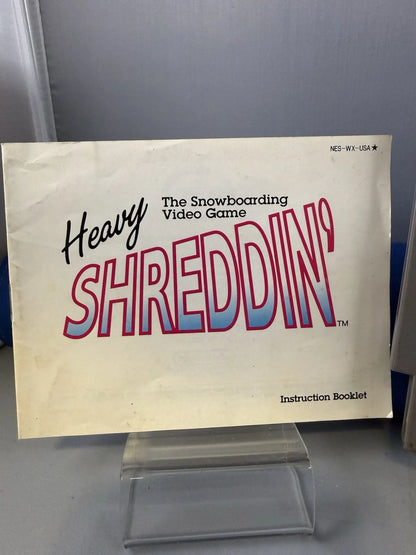 NES-WX-USA★
Heavy
The Snowboarding
Video Game
SHREDDIN'
TM
Instruction Booklet